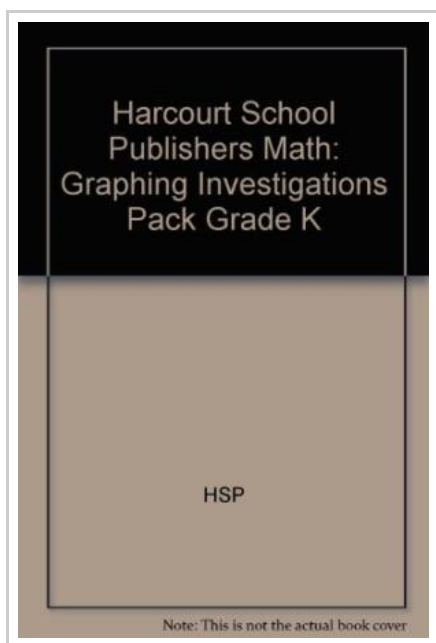 Harcourt School
Publishers Math:
Graphing Investigations
Pack Grade K
HSP
Note: This is not the actual book cover